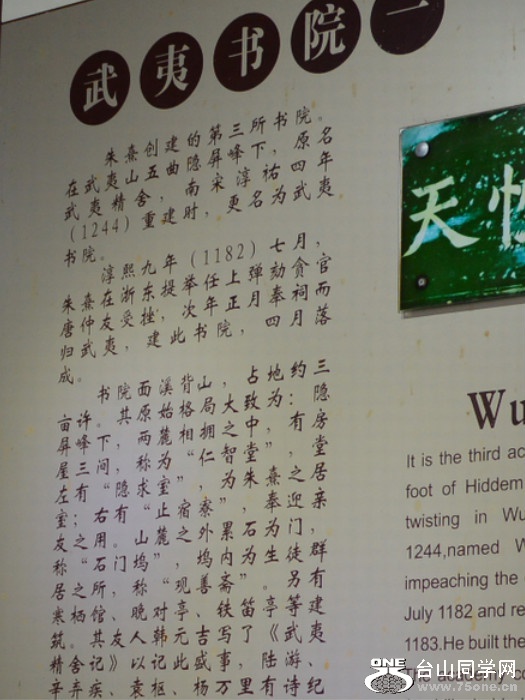 武夷书院一
朱熹创建的第三所书院。
在武夷山五曲隐屏峰下，原名
武夷精舍，南宋淳祐四年
（1244）重建时，更名为武夷
书院。
淳熙九年（1182）七月，
朱熹在浙东提举任上弹劾贪官
唐仲友受挫，次年正月奉祠而
归武夷，建此书院，四月落
成。
书院面溪背山，占地约三
亩许。其原始格局大致为：隐
屏峰下，两麓相拥之中，有房
屋三间，称为“仁智堂”，堂
左有“隐求室”，为朱熹居
室；右有“止宿寮”，奉迎亲
友之用。山麓之外累石为门，
称“石门坞”，坞内为生徒群
居之所，称“观善斋”。另有
寒栖馆、晚对亭、铁笛亭等建
筑。其友人韩元吉写了《武夷
精舍记》以记此盛事，陆游、
辛弃疾、袁枢、杨万里有诗纪
天
Wu
It is the third ac
foot of Hiddem
twisting in Wu
1244,named W
impeaching the
July 1182 and re
1183.He built the
The academy
ONE 台山同学网
www.75one.cn